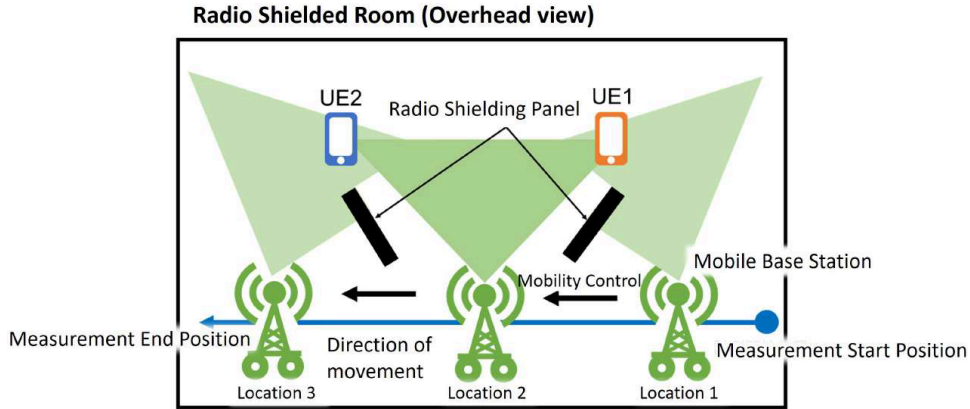 Radio Shielded Room (Overhead view)
UE2
Radio Shielding Panel
UE1
Mobile Base Station
Mobility Control
Measurement End Position
Direction of
movement
Measurement Start Position
Location 3
Location 2
Location 1